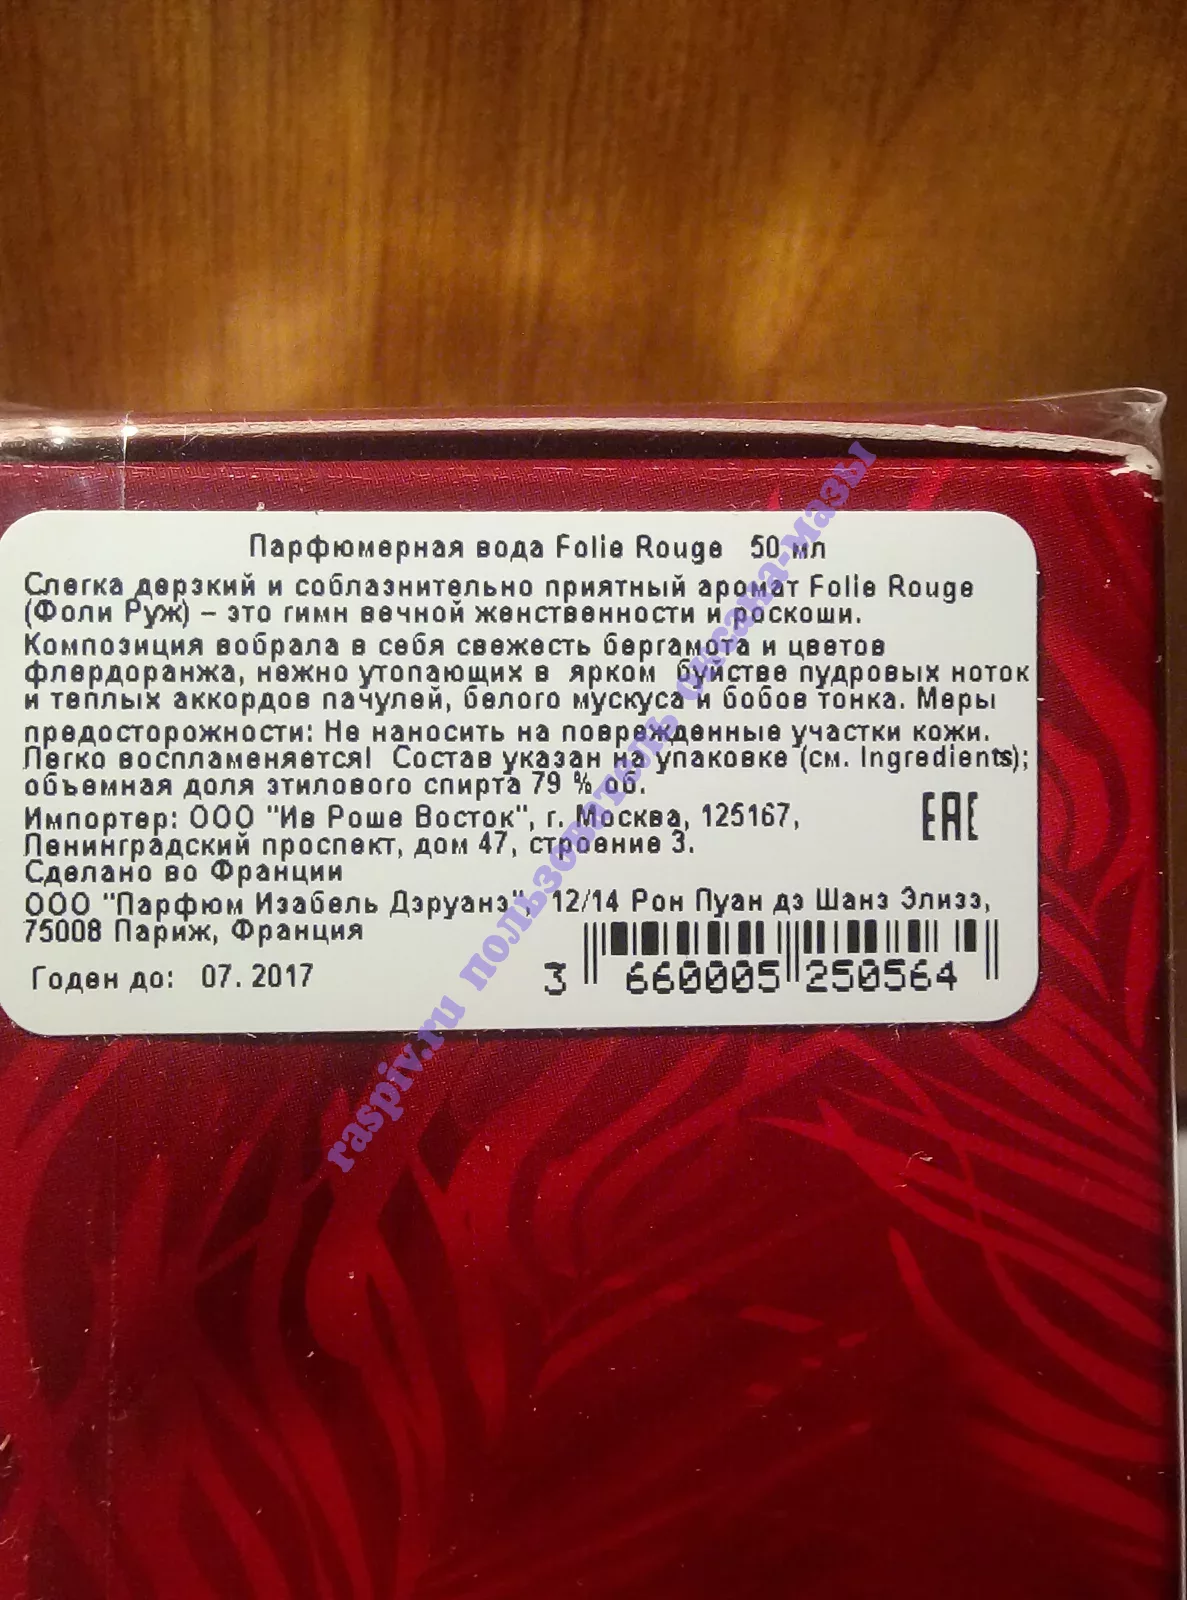 Парфюмерная вода Folie Rouge 50 мл
Слегка дерзкий и соблазнительно приятный аромат Folie Rouge
(Фоли Руж) – это гимн вечной женственности и роскоши.
Композиция вобрала в себя свежесть бергамота и цветов
флердоранжа, нежно утопающих в ярком буйстве пудровых ноток
и теплых аккордов пачулей, белого мускуса и бобов тонка. Меры
предосторожности: Не наносить на поврежденные участки кожи.
Легко воспламеняется! Состав указан на упаковке (см. Ingredients);
объемная доля этилового спирта 79 % об.
Импортер: ООО "Ив Роше Восток", г. Москва, 125167,
Ленинградский проспект, дом 47, строение 3.
EAC
Сделано во Франции
ООО "Парфюм Изабель Дэруанэ", 12/14 Рон Пуан дэ Шанз Элизэ,
75008 Париж, Франция
Годен до: 07. 2017
3 660005 250564
raspiv.ru пользователь оксана-мазы